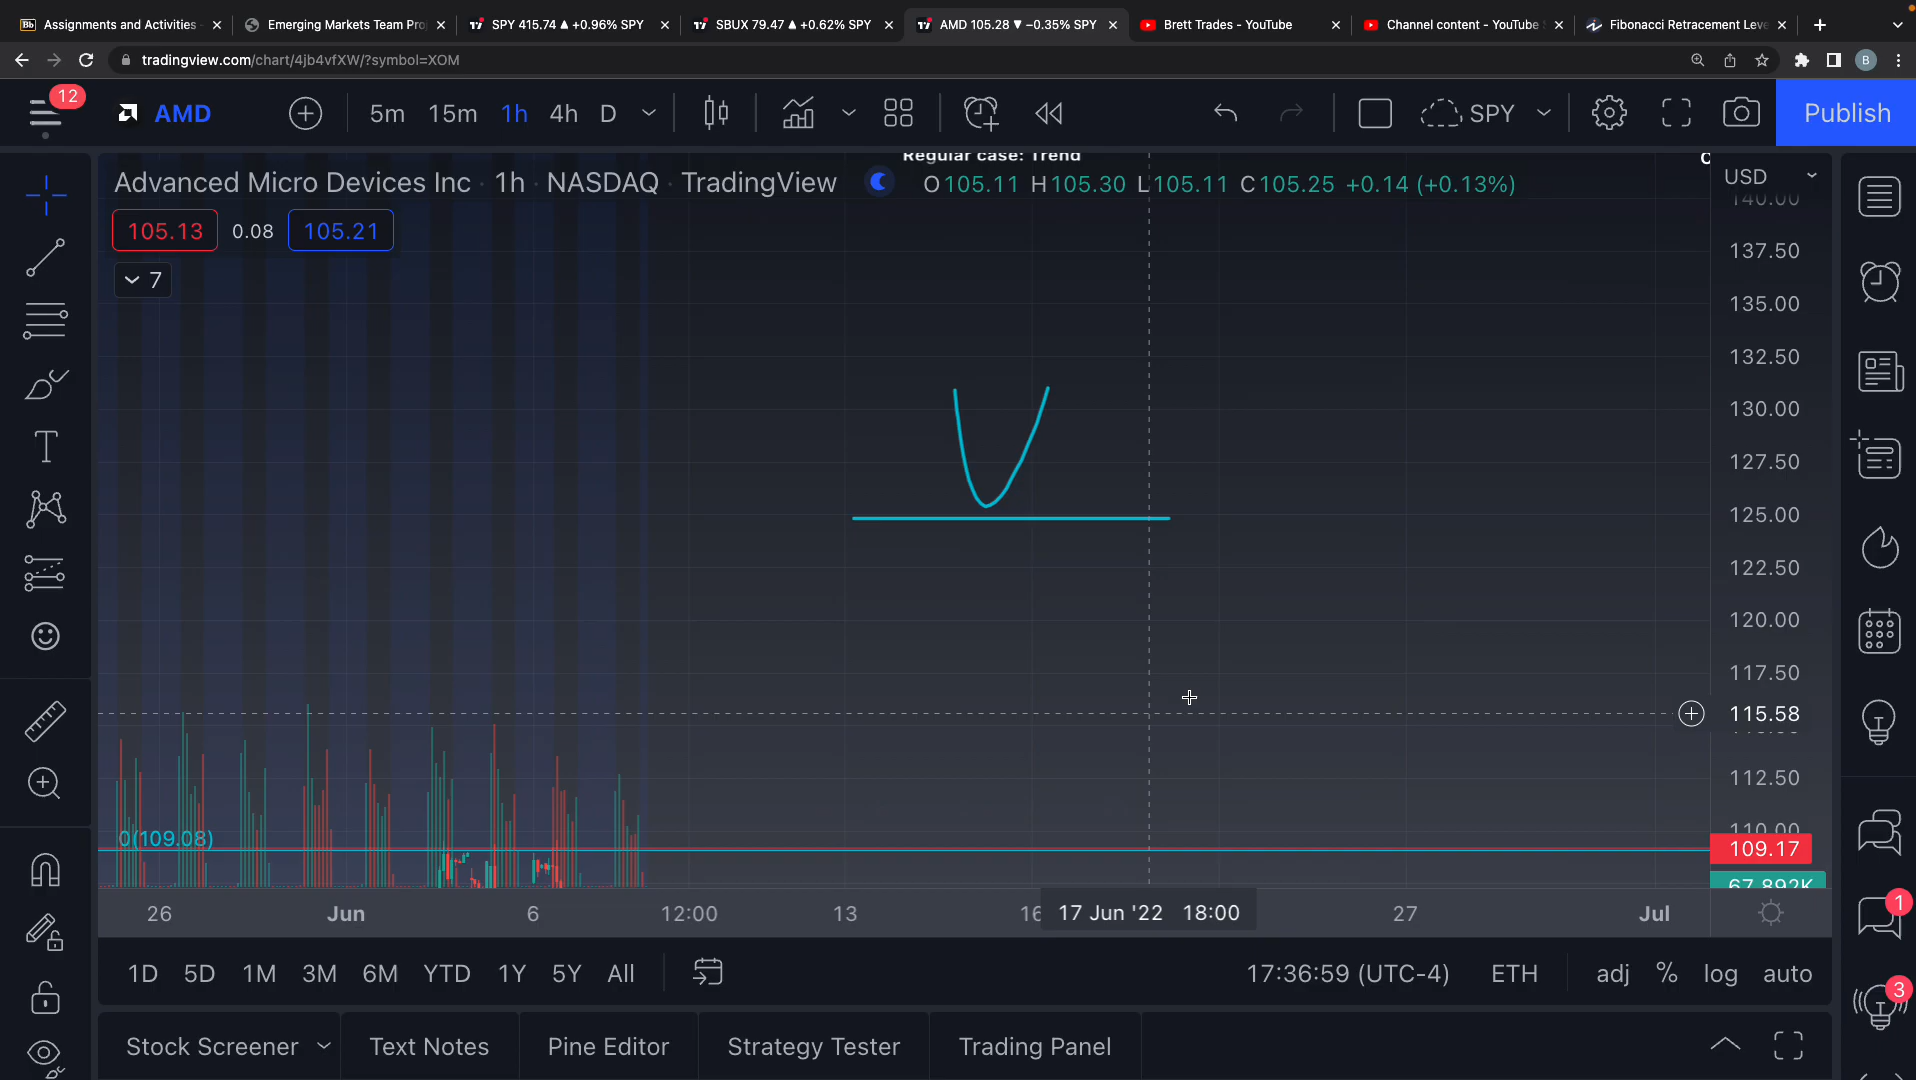 Assignments and Activities
Emerging Markets Team Pro
SPY 415.74 ▲ +0.96% SPY
SBUX 79.47 ▲ +0.62% SPY
AMD 105.28 ▼ −0.35% SPY
Brett Trades - YouTube
Channel content - YouTube
Fibonacci Retracement Leve
tradingview.com/chart/4jb4vfXW/?symbol=XOM
B
12
AMD
5m 15m 1h 4h D
SPY
Publish
Regular case: Trend
Advanced Micro Devices Inc · 1h · NASDAQ · TradingView
O105.11 H105.30 L105.11 C105.25 +0.14 (+0.13%)
USD
105.13 0.08 105.21
7
140.00
137.50
135.00
132.50
130.00
127.50
125.00
122.50
120.00
117.50
115.58
112.50
110.00
0(109.08)
109.17
67.892K
26 Jun 6 12:00 13 16 17 Jun '22 18:00 27 Jul
1D 5D 1M 3M 6M YTD 1Y 5Y All
17:36:59 (UTC-4) ETH adj % log auto
1
3
Stock Screener Text Notes Pine Editor Strategy Tester Trading Panel